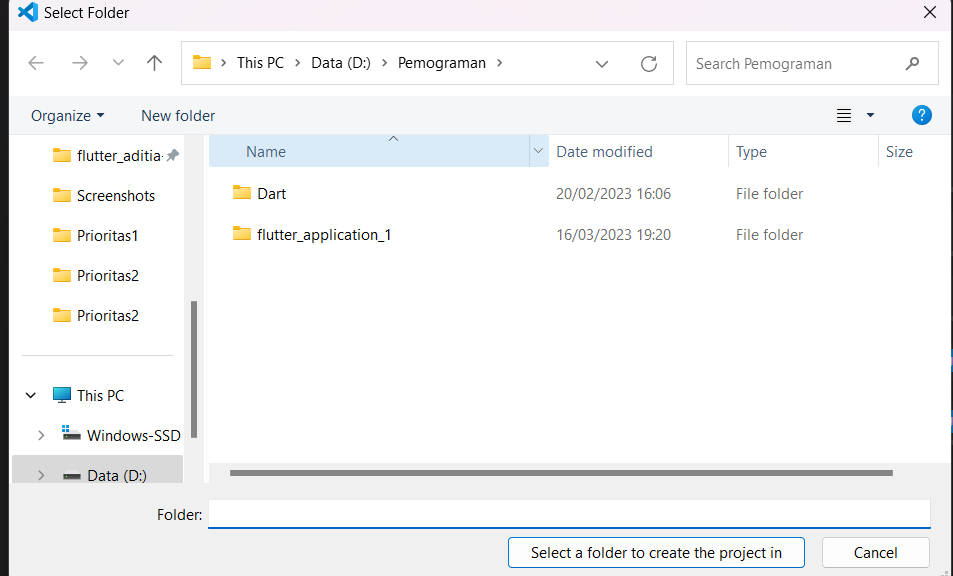 Select Folder
This PC > Data (D:) > Pemograman >
Search Pemograman
Organize
New folder
?
Name
Date modified
Type
Size
flutter_aditia-
Screenshots
Prioritas1
Prioritas2
Prioritas2
This PC
Windows-SSD
Data (D:)
Dart 20/02/2023 16:06 File folder
flutter_application_1 16/03/2023 19:20 File folder
Folder:
Select a folder to create the project in
Cancel